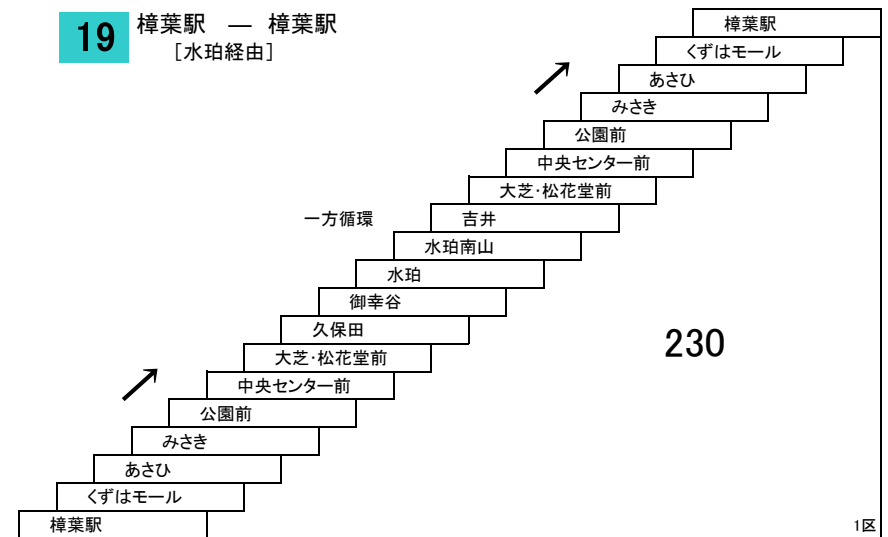 19
樟葉駅 ― 樟葉駅
[水珀経由]
樟葉駅
くずはモール
あさひ
みさき
公園前
中央センター前
大芝・松花堂前
一方循環
吉井
水珀南山
水珀
御幸谷
久保田
230
大芝・松花堂前
中央センター前
公園前
みさき
あさひ
くずはモール
樟葉駅
1区